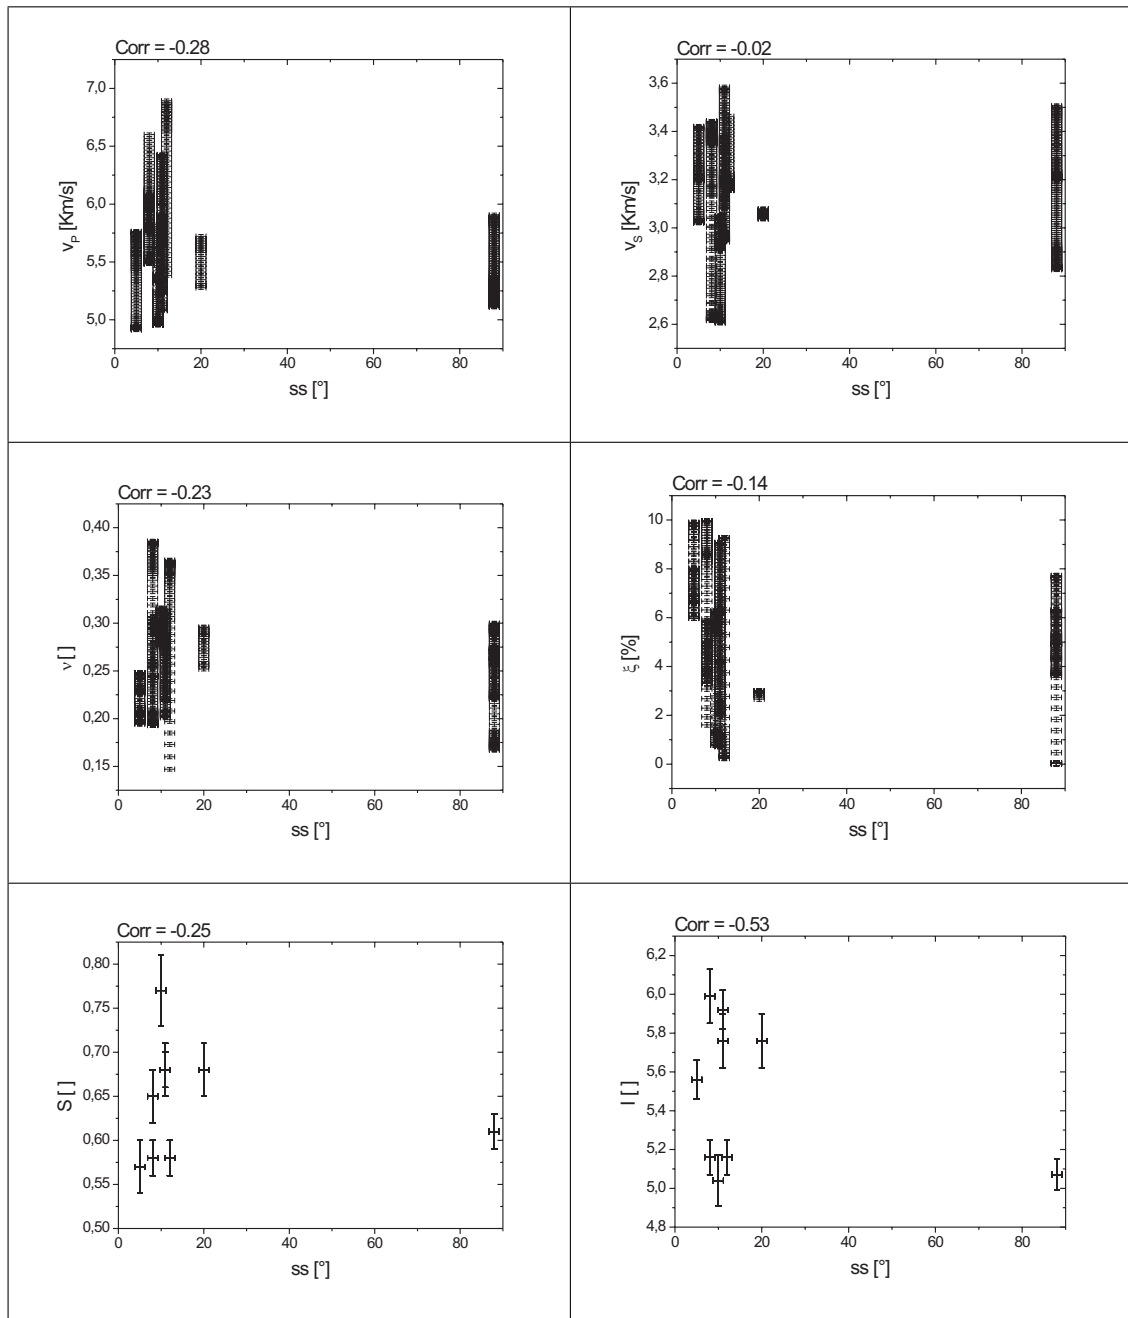 Corr = -0.28
7,0
6,5
6,0
5,5
5,0
v_P [Km/s]
0 20 40 60 80
ss [°]
Corr = -0.02
3,6
3,4
3,2
3,0
2,8
2,6
v_S [Km/s]
0 20 40 60 80
ss [°]
Corr = -0.23
0,40
0,35
0,30
0,25
0,20
0,15
ν [ ]
0 20 40 60 80
ss [°]
Corr = -0.14
10
8
6
4
2
0
ξ [%]
0 20 40 60 80
ss [°]
Corr = -0.25
0,80
0,75
0,70
0,65
0,60
0,55
0,50
S [ ]
0 20 40 60 80
ss [°]
Corr = -0.53
6,2
6,0
5,8
5,6
5,4
5,2
5,0
4,8
I [ ]
0 20 40 60 80
ss [°]